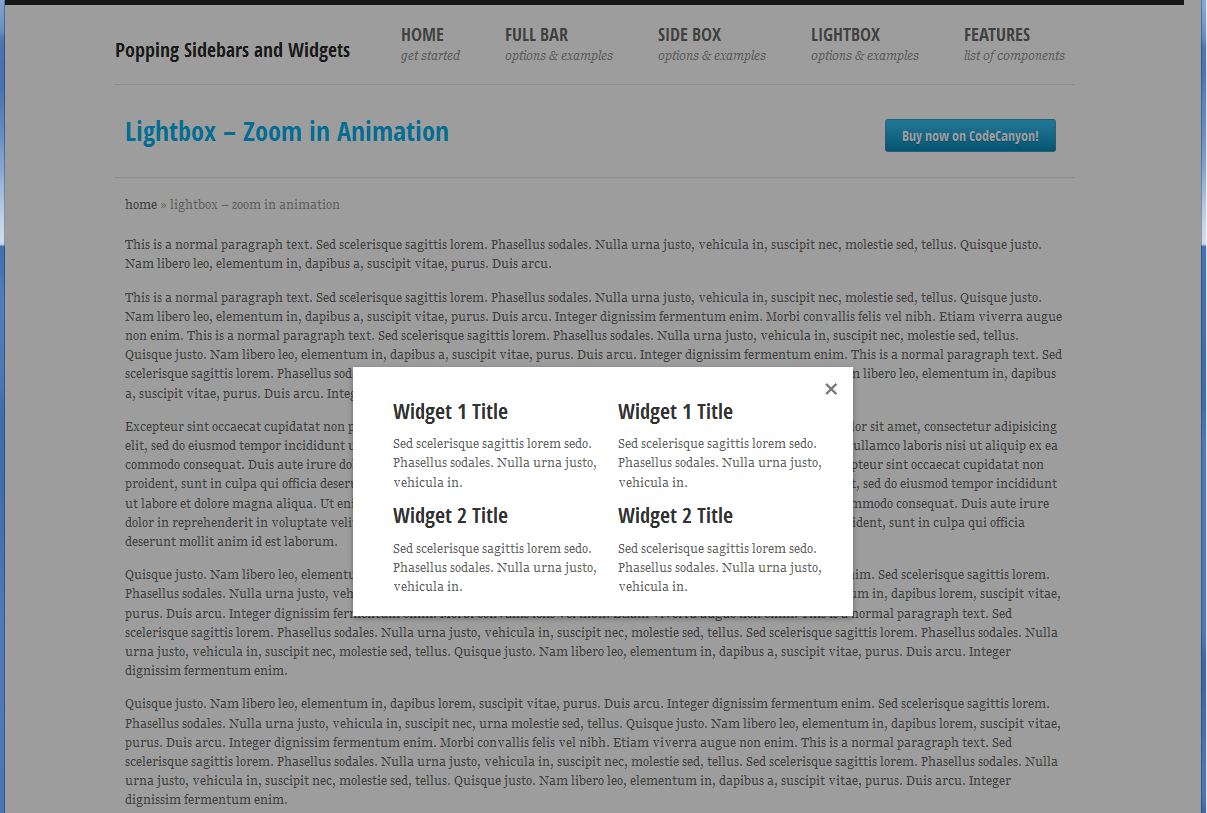 Popping Sidebars and Widgets
HOME
get started
FULL BAR
options & examples
SIDE BOX
options & examples
LIGHTBOX
options & examples
FEATURES
list of components
Lightbox – Zoom in Animation
Buy now on CodeCanyon!
home » lightbox – zoom in animation
This is a normal paragraph text. Sed scelerisque sagittis lorem. Phasellus sodales. Nulla urna justo, vehicula in, suscipit nec, molestie sed, tellus. Quisque justo.
Nam libero leo, elementum in, dapibus a, suscipit vitae, purus. Duis arcu.
This is a normal paragraph text. Sed scelerisque sagittis lorem. Phasellus sodales. Nulla urna justo, vehicula in, suscipit nec, molestie sed, tellus. Quisque justo.
Nam libero leo, elementum in, dapibus a, suscipit vitae, purus. Duis arcu. Integer dignissim fermentum enim. Morbi convallis felis vel nibh. Etiam viverra augue
non enim. This is a normal paragraph text. Sed scelerisque sagittis lorem. Phasellus sodales. Nulla urna justo, vehicula in, suscipit nec, molestie sed, tellus.
Quisque justo. Nam libero leo, elementum in, dapibus a, suscipit vitae, purus. Duis arcu. Integer dignissim fermentum enim. This is a normal paragraph text. Sed
scelerisque sagittis lorem. Phasellus libero leo, elementum in, dapibus
a, suscipit vitae, purus. Duis arcu.
Excepteur sint occaecat cupidatat non sit amet, consectetur adipisicing
elit, sed do eiusmod tempor incididunt ullamco laboris nisi ut aliquip ex ea
commodo consequat. Duis aute irure sint occaecat cupidatat non
proident, sunt in culpa qui officia sed do eiusmod tempor incididunt
ut labore et dolore magna aliqua. Ut consequat. Duis aute irure
dolor in reprehenderit in voluptate sunt in culpa qui officia
deserunt mollit anim id est laborum.
Widget 1 Title
Sed scelerisque sagittis lorem sedo.
Phasellus sodales. Nulla urna justo,
vehicula in.
Widget 2 Title
Sed scelerisque sagittis lorem sedo.
Phasellus sodales. Nulla urna justo,
vehicula in.
Widget 1 Title
Sed scelerisque sagittis lorem sedo.
Phasellus sodales. Nulla urna justo,
vehicula in.
Widget 2 Title
Sed scelerisque sagittis lorem sedo.
Phasellus sodales. Nulla urna justo,
vehicula in.
Quisque justo. Nam libero leo, Sed scelerisque sagittis lorem.
Phasellus sodales. Nulla urna justo, in, dapibus lorem, suscipit vitae,
purus. Duis arcu. Integer dignissim normal paragraph text. Sed
scelerisque sagittis lorem. Phasellus sodales. Nulla urna justo, vehicula in, suscipit nec, molestie sed, tellus. Sed scelerisque sagittis lorem. Phasellus sodales. Nulla
urna justo, vehicula in, suscipit nec, molestie sed, tellus. Quisque justo. Nam libero leo, elementum in, dapibus a, suscipit vitae, purus. Duis arcu. Integer
dignissim fermentum enim.
Quisque justo. Nam libero leo, elementum in, dapibus lorem, suscipit vitae, purus. Duis arcu. Integer dignissim fermentum enim. Sed scelerisque sagittis lorem.
Phasellus sodales. Nulla urna justo, vehicula in, suscipit nec, urna molestie sed, tellus. Quisque justo. Nam libero leo, elementum in, dapibus lorem, suscipit vitae,
purus. Duis arcu. Integer dignissim fermentum enim. Morbi convallis felis vel nibh. Etiam viverra augue non enim. This is a normal paragraph text. Sed
scelerisque sagittis lorem. Phasellus sodales. Nulla urna justo, vehicula in, suscipit nec, molestie sed, tellus. Sed scelerisque sagittis lorem. Phasellus sodales. Nulla
urna justo, vehicula in, suscipit nec, molestie sed, tellus. Quisque justo. Nam libero leo, elementum in, dapibus a, suscipit vitae, purus. Duis arcu. Integer
dignissim fermentum enim.